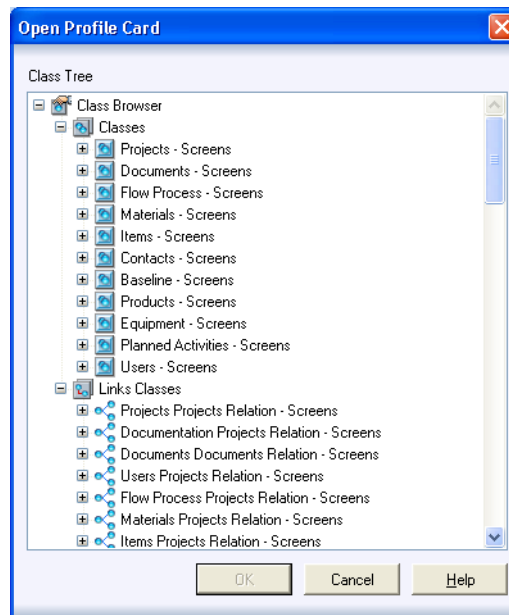 Open Profile Card
Class Tree
Class Browser
Classes
Projects - Screens
Documents - Screens
Flow Process - Screens
Materials - Screens
Items - Screens
Contacts - Screens
Baseline - Screens
Products - Screens
Equipment - Screens
Planned Activities - Screens
Users - Screens
Links Classes
Projects Projects Relation - Screens
Documentation Projects Relation - Screens
Documents Documents Relation - Screens
Users Projects Relation - Screens
Flow Process Projects Relation - Screens
Materials Projects Relation - Screens
Items Projects Relation - Screens
OK Cancel Help